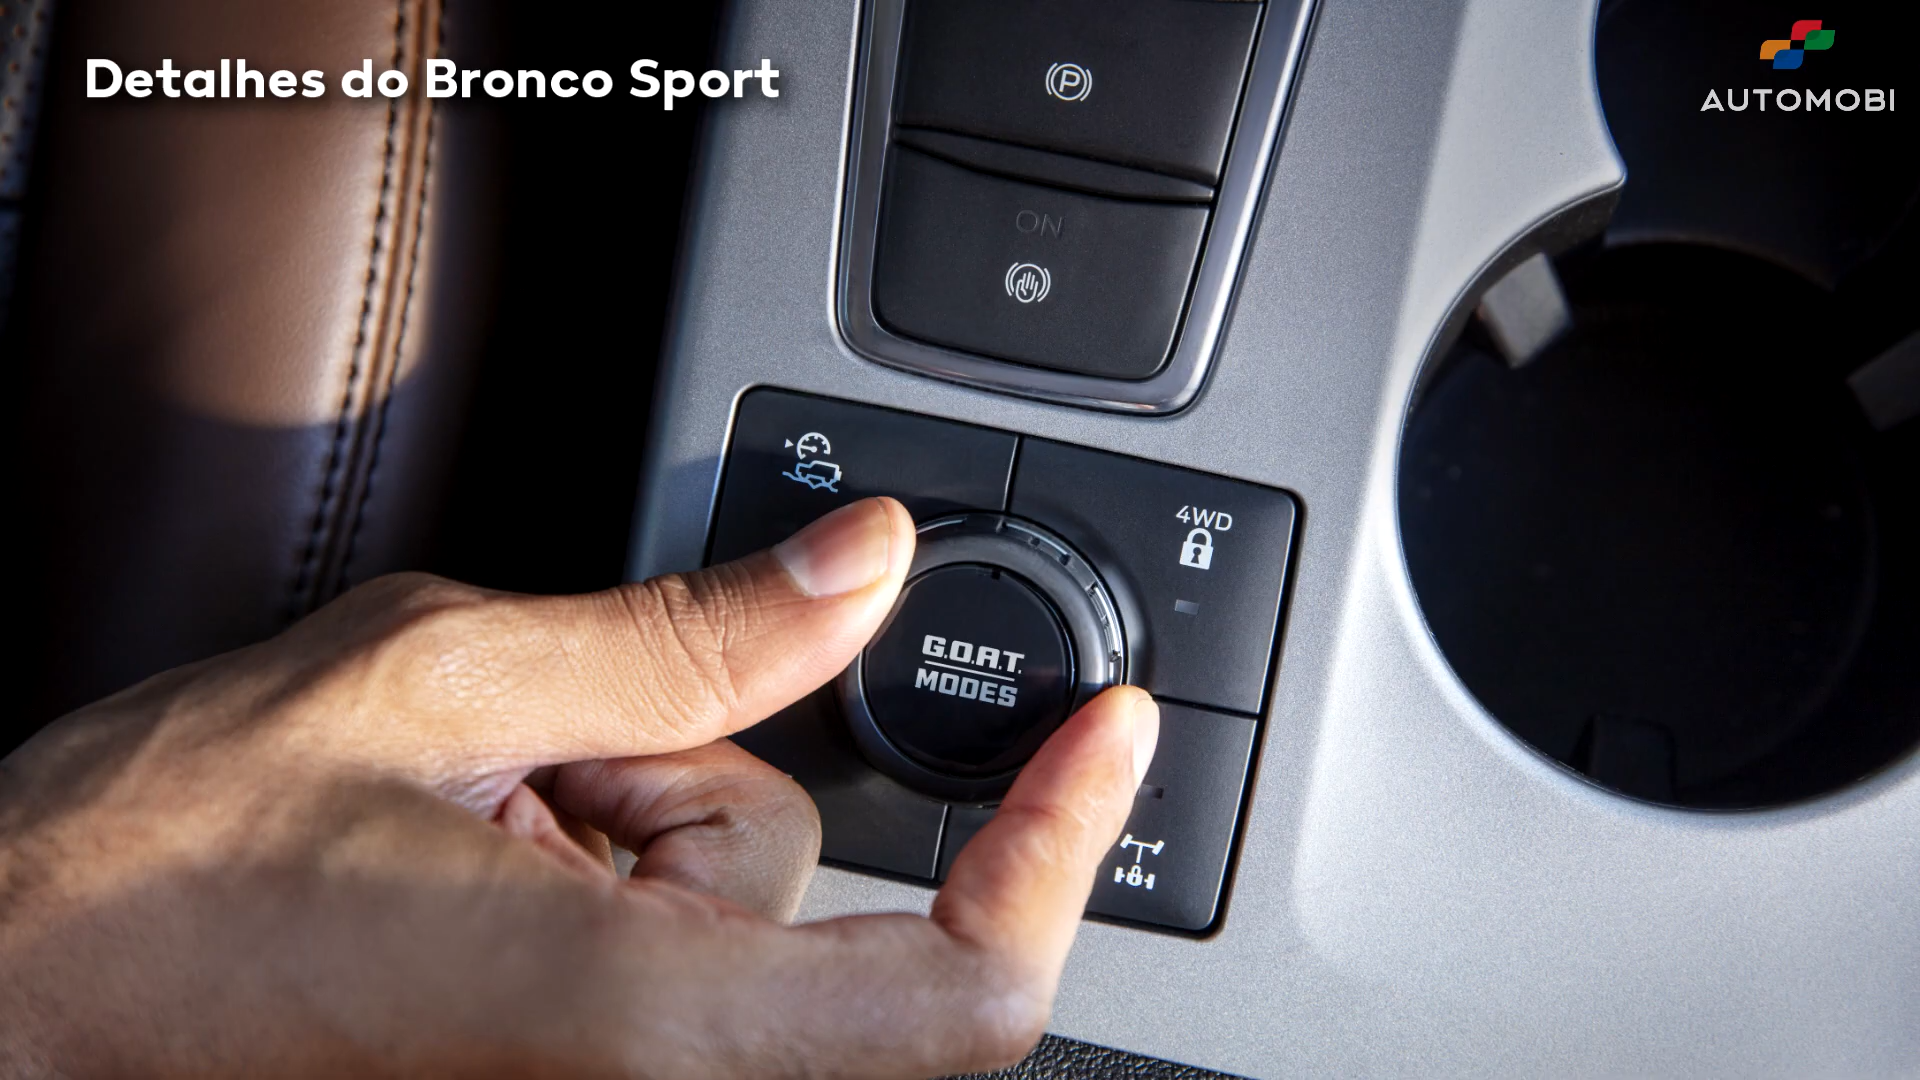 Detalhes do Bronco Sport
AUTOMOBI
P
ON
4WD
G.O.A.T.
MODES